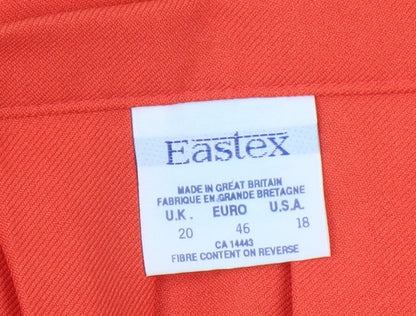 Eastex
MADE IN GREAT BRITAIN
FABRIQUE EN GRANDE BRETAGNE
U.K. EURO U.S.A.
20 46 18
CA 14443
FIBRE CONTENT ON REVERSE